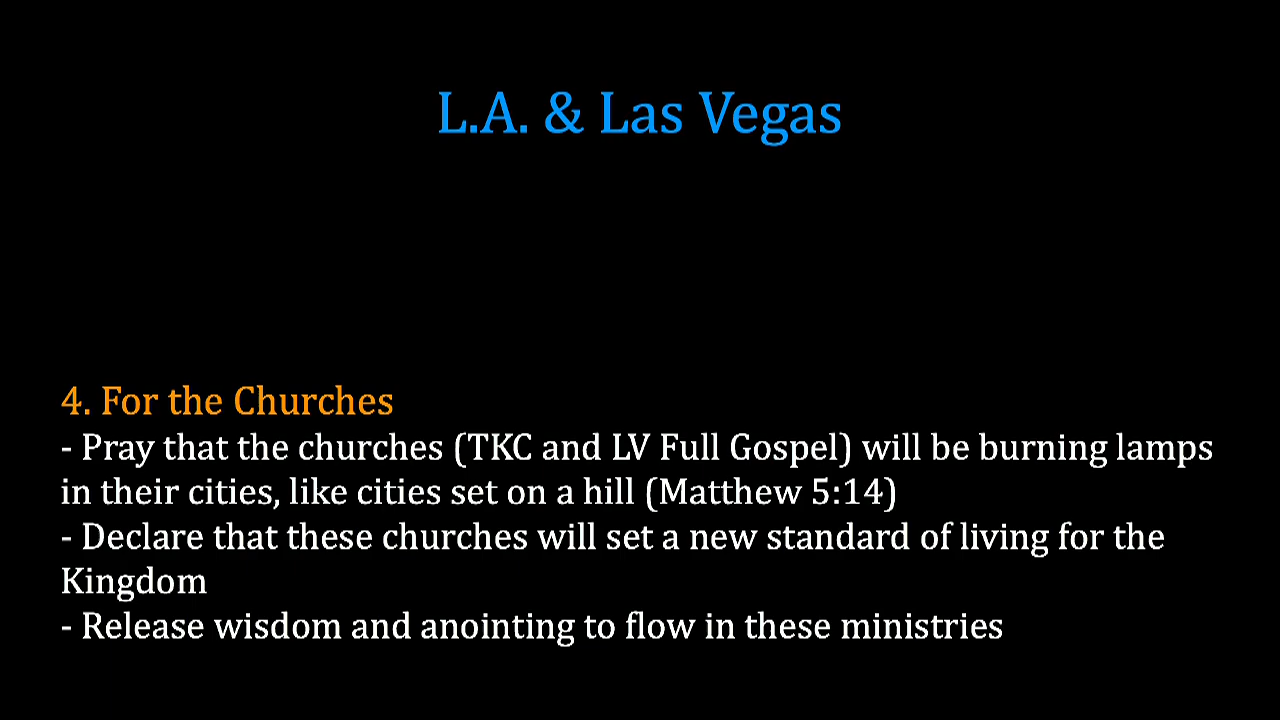 L.A. & Las Vegas
4. For the Churches
- Pray that the churches (TKC and LV Full Gospel) will be burning lamps
in their cities, like cities set on a hill (Matthew 5:14)
- Declare that these churches will set a new standard of living for the
Kingdom
- Release wisdom and anointing to flow in these ministries